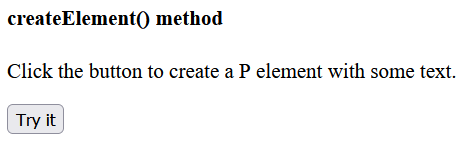 createElement() method
Click the button to create a P element with some text.
Try it